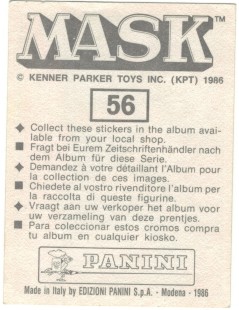 MASK™
© KENNER PARKER TOYS INC. (KPT) 1986
56
◆ Collect these stickers in the album avai-
lable from your local shop.
■ Fragt bei Eurem Zeitschriftenhändler nach
dem Album für diese Serie.
◆ Demandez à votre détaillant l'Album pour
la collection de ces images.
■ Chiedete al vostro rivenditore l'album per
la raccolta di queste figurine.
◆ Vraagt aan uw verkoper het album voor
uw verzameling van deze prentjes.
■ Para coleccionar estos cromos compra
tu album en cualquier kiosko.
PANINI
Made in Italy by EDIZIONI PANINI S.p.A. - Modena - 1986